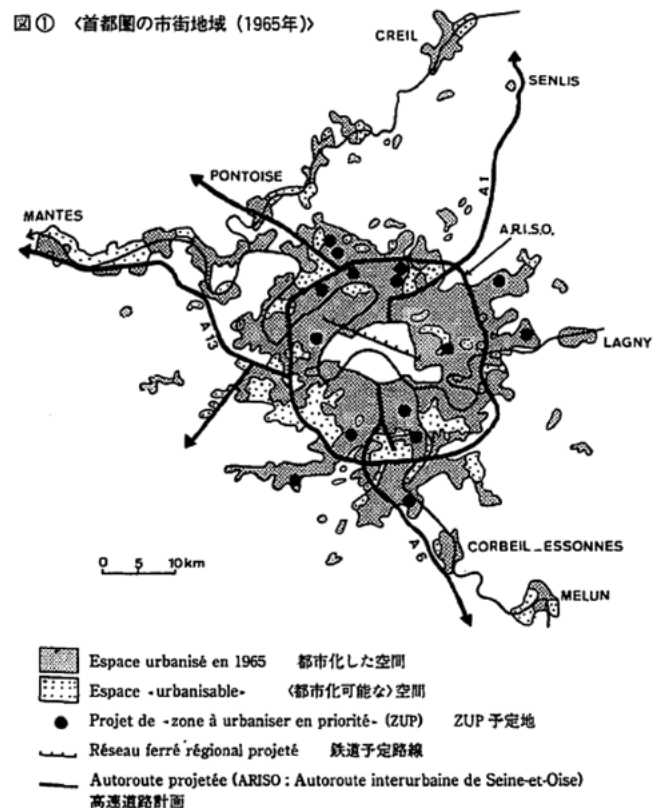 図① 〈首都圏の市街地域 (1965年)〉
CREIL
SENLIS
PONTOISE
A1
MANTES
A.R.I.S.O.
A13
LAGNY
0 5 10km
A6
CORBEIL_ESSONNES
MELUN
Espace urbanisé en 1965 都市化した空間
Espace «urbanisable» 〈都市化可能な〉空間
Projet de «zone à urbaniser en priorité» (ZUP) ZUP 予定地
Réseau ferré régional projeté 鉄道予定路線
Autoroute projetée (ARISO : Autoroute interurbaine de Seine-et-Oise)
高速道路計画